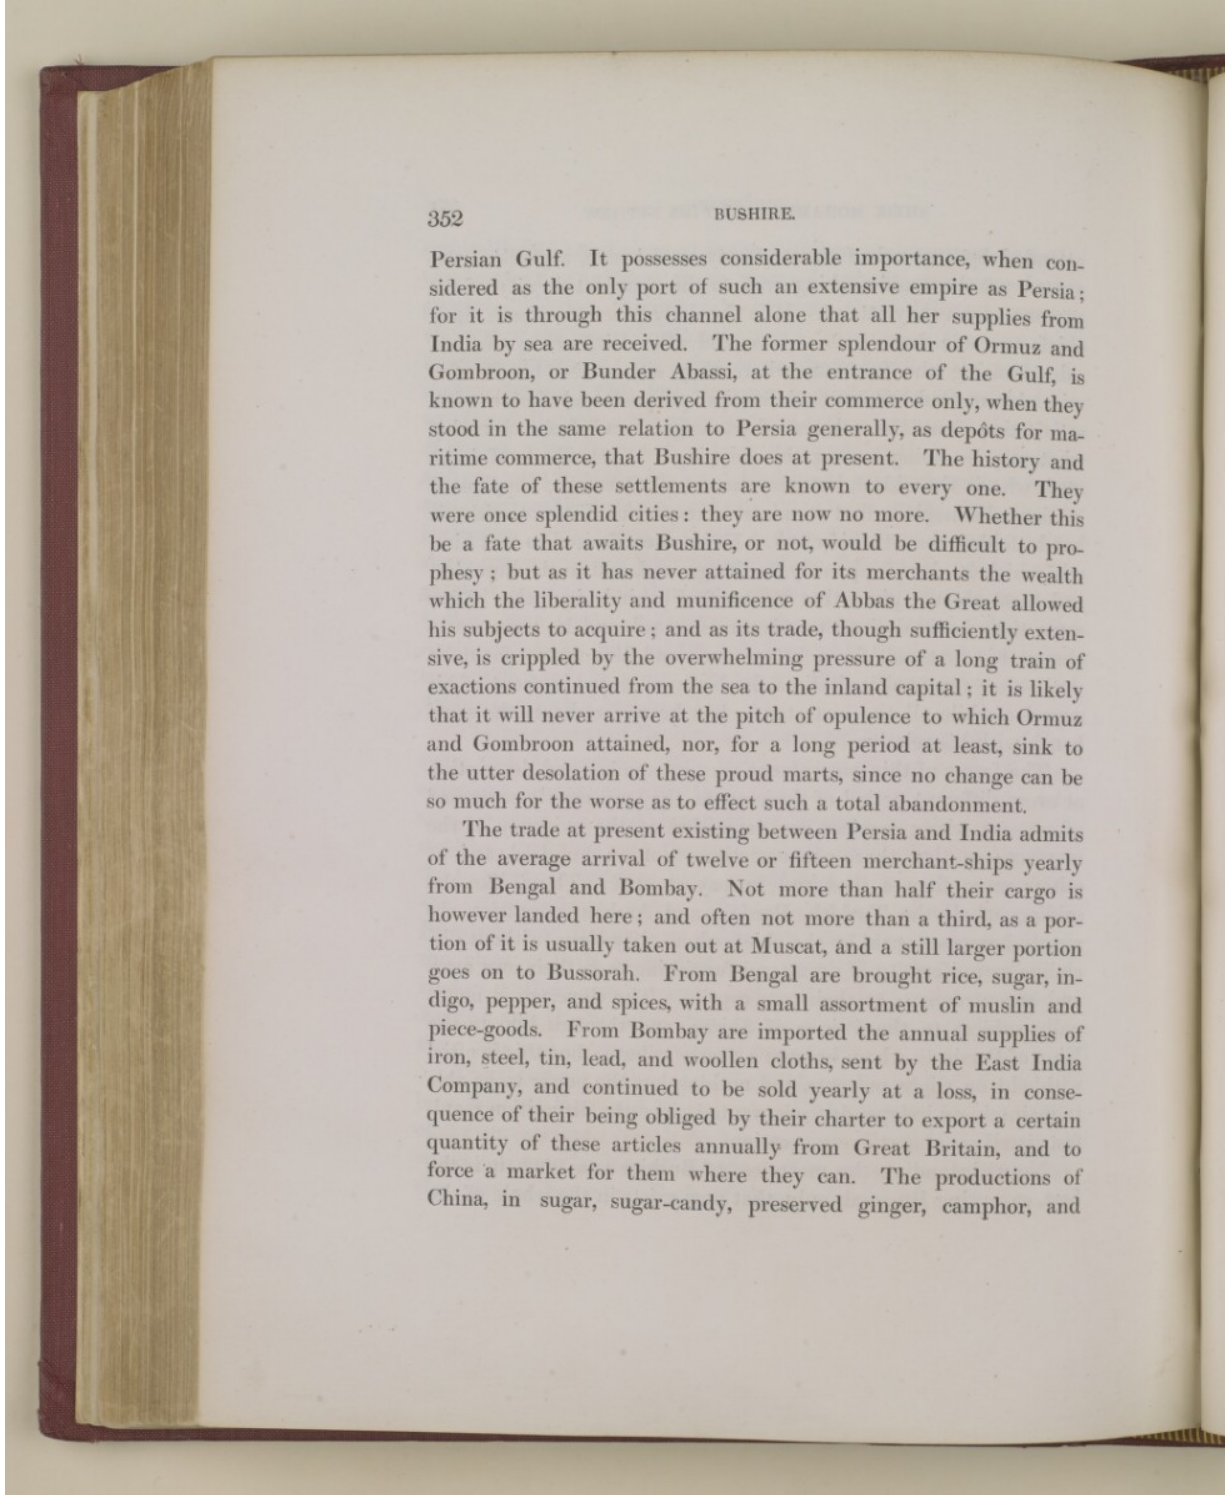 352
BUSHIRE.
Persian Gulf. It possesses considerable importance, when con-
sidered as the only port of such an extensive empire as Persia;
for it is through this channel alone that all her supplies from
India by sea are received. The former splendour of Ormuz and
Gombroon, or Bunder Abassi, at the entrance of the Gulf, is
known to have been derived from their commerce only, when they
stood in the same relation to Persia generally, as depôts for ma-
ritime commerce, that Bushire does at present. The history and
the fate of these settlements are known to every one. They
were once splendid cities: they are now no more. Whether this
be a fate that awaits Bushire, or not, would be difficult to pro-
phesy; but as it has never attained for its merchants the wealth
which the liberality and munificence of Abbas the Great allowed
his subjects to acquire; and as its trade, though sufficiently exten-
sive, is crippled by the overwhelming pressure of a long train of
exactions continued from the sea to the inland capital; it is likely
that it will never arrive at the pitch of opulence to which Ormuz
and Gombroon attained, nor, for a long period at least, sink to
the utter desolation of these proud marts, since no change can be
so much for the worse as to effect such a total abandonment.
The trade at present existing between Persia and India admits
of the average arrival of twelve or fifteen merchant-ships yearly
from Bengal and Bombay. Not more than half their cargo is
however landed here; and often not more than a third, as a por-
tion of it is usually taken out at Muscat, and a still larger portion
goes on to Bussorah. From Bengal are brought rice, sugar, in-
digo, pepper, and spices, with a small assortment of muslin and
piece-goods. From Bombay are imported the annual supplies of
iron, steel, tin, lead, and woollen cloths, sent by the East India
Company, and continued to be sold yearly at a loss, in conse-
quence of their being obliged by their charter to export a certain
quantity of these articles annually from Great Britain, and to
force a market for them where they can. The productions of
China, in sugar, sugar-candy, preserved ginger, camphor, and